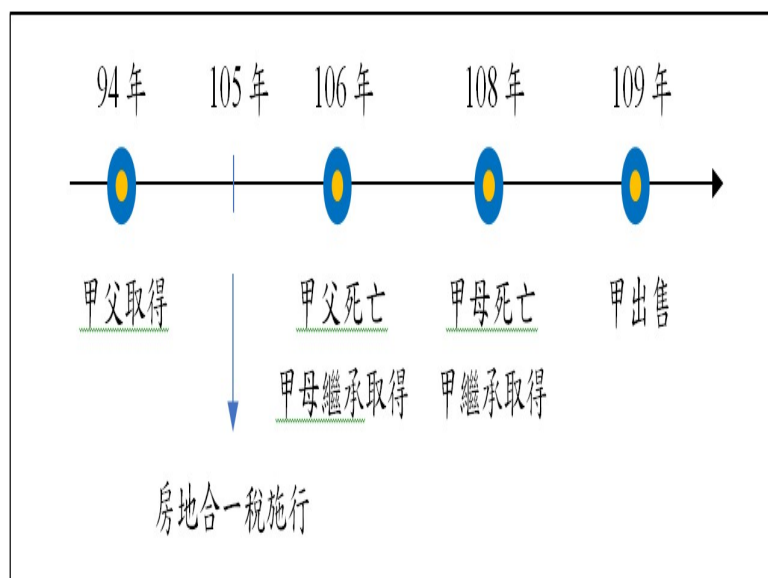 94年 105年 106年 108年 109年
甲父取得 甲父死亡 甲母死亡 甲出售
甲母繼承取得 甲繼承取得
房地合一稅施行